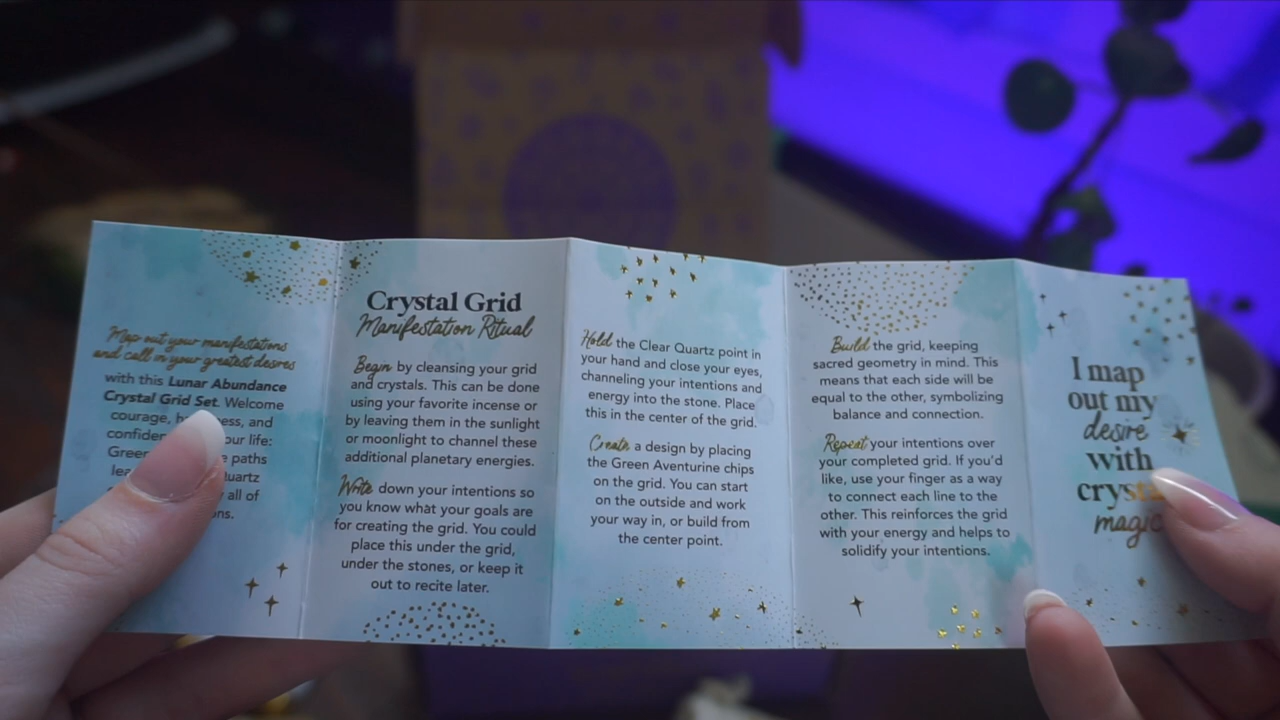 Map out your manifestations
and call in your greatest desires
with this Lunar Abundance
Crystal Grid Set. Welcome
courage, and
your life:
paths
all of
Crystal Grid
Manifestation Ritual
Begin by cleansing your grid
and crystals. This can be done
using your favorite incense or
by leaving them in the sunlight
or moonlight to channel these
additional planetary energies.
Write down your intentions so
you know what your goals are
for creating the grid. You could
place this under the grid,
under the stones, or keep it
out to recite later.
Hold the Clear Quartz point in
your hand and close your eyes,
channeling your intentions and
energy into the stone. Place
this in the center of the grid.
Create a design by placing
the Green Aventurine chips
on the grid. You can start
on the outside and work
your way in, or build from
the center point.
Build the grid, keeping
sacred geometry in mind. This
means that each side will be
equal to the other, symbolizing
balance and connection.
Repeat your intentions over
your completed grid. If you'd
like, use your finger as a way
to connect each line to the
other. This reinforces the grid
with your energy and helps to
solidify your intentions.
I map
out my
desire
with
crystal
magic